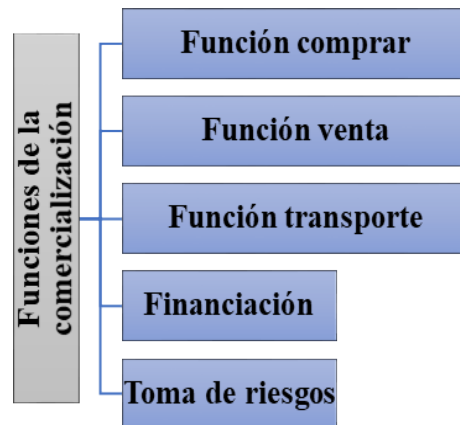 Funciones de la
comercialización
Función comprar
Función venta
Función transporte
Financiación
Toma de riesgos